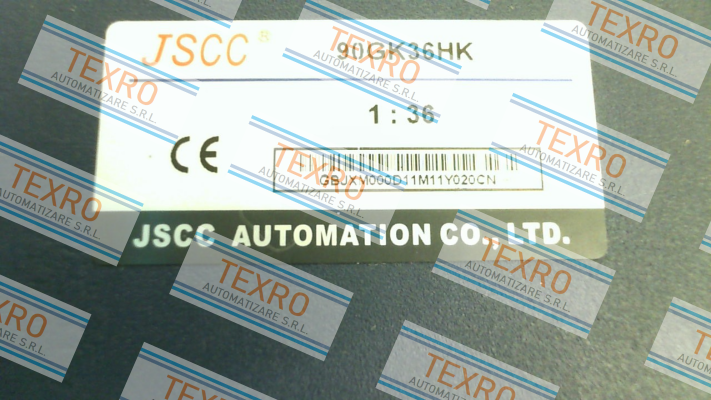 JSCC®
90GK36HK
1 : 36
CE
GBJXM000D11M11Y020CN
JSCC AUTOMATION CO., LTD.
TEXRO
AUTOMATIZARE S.R.L.